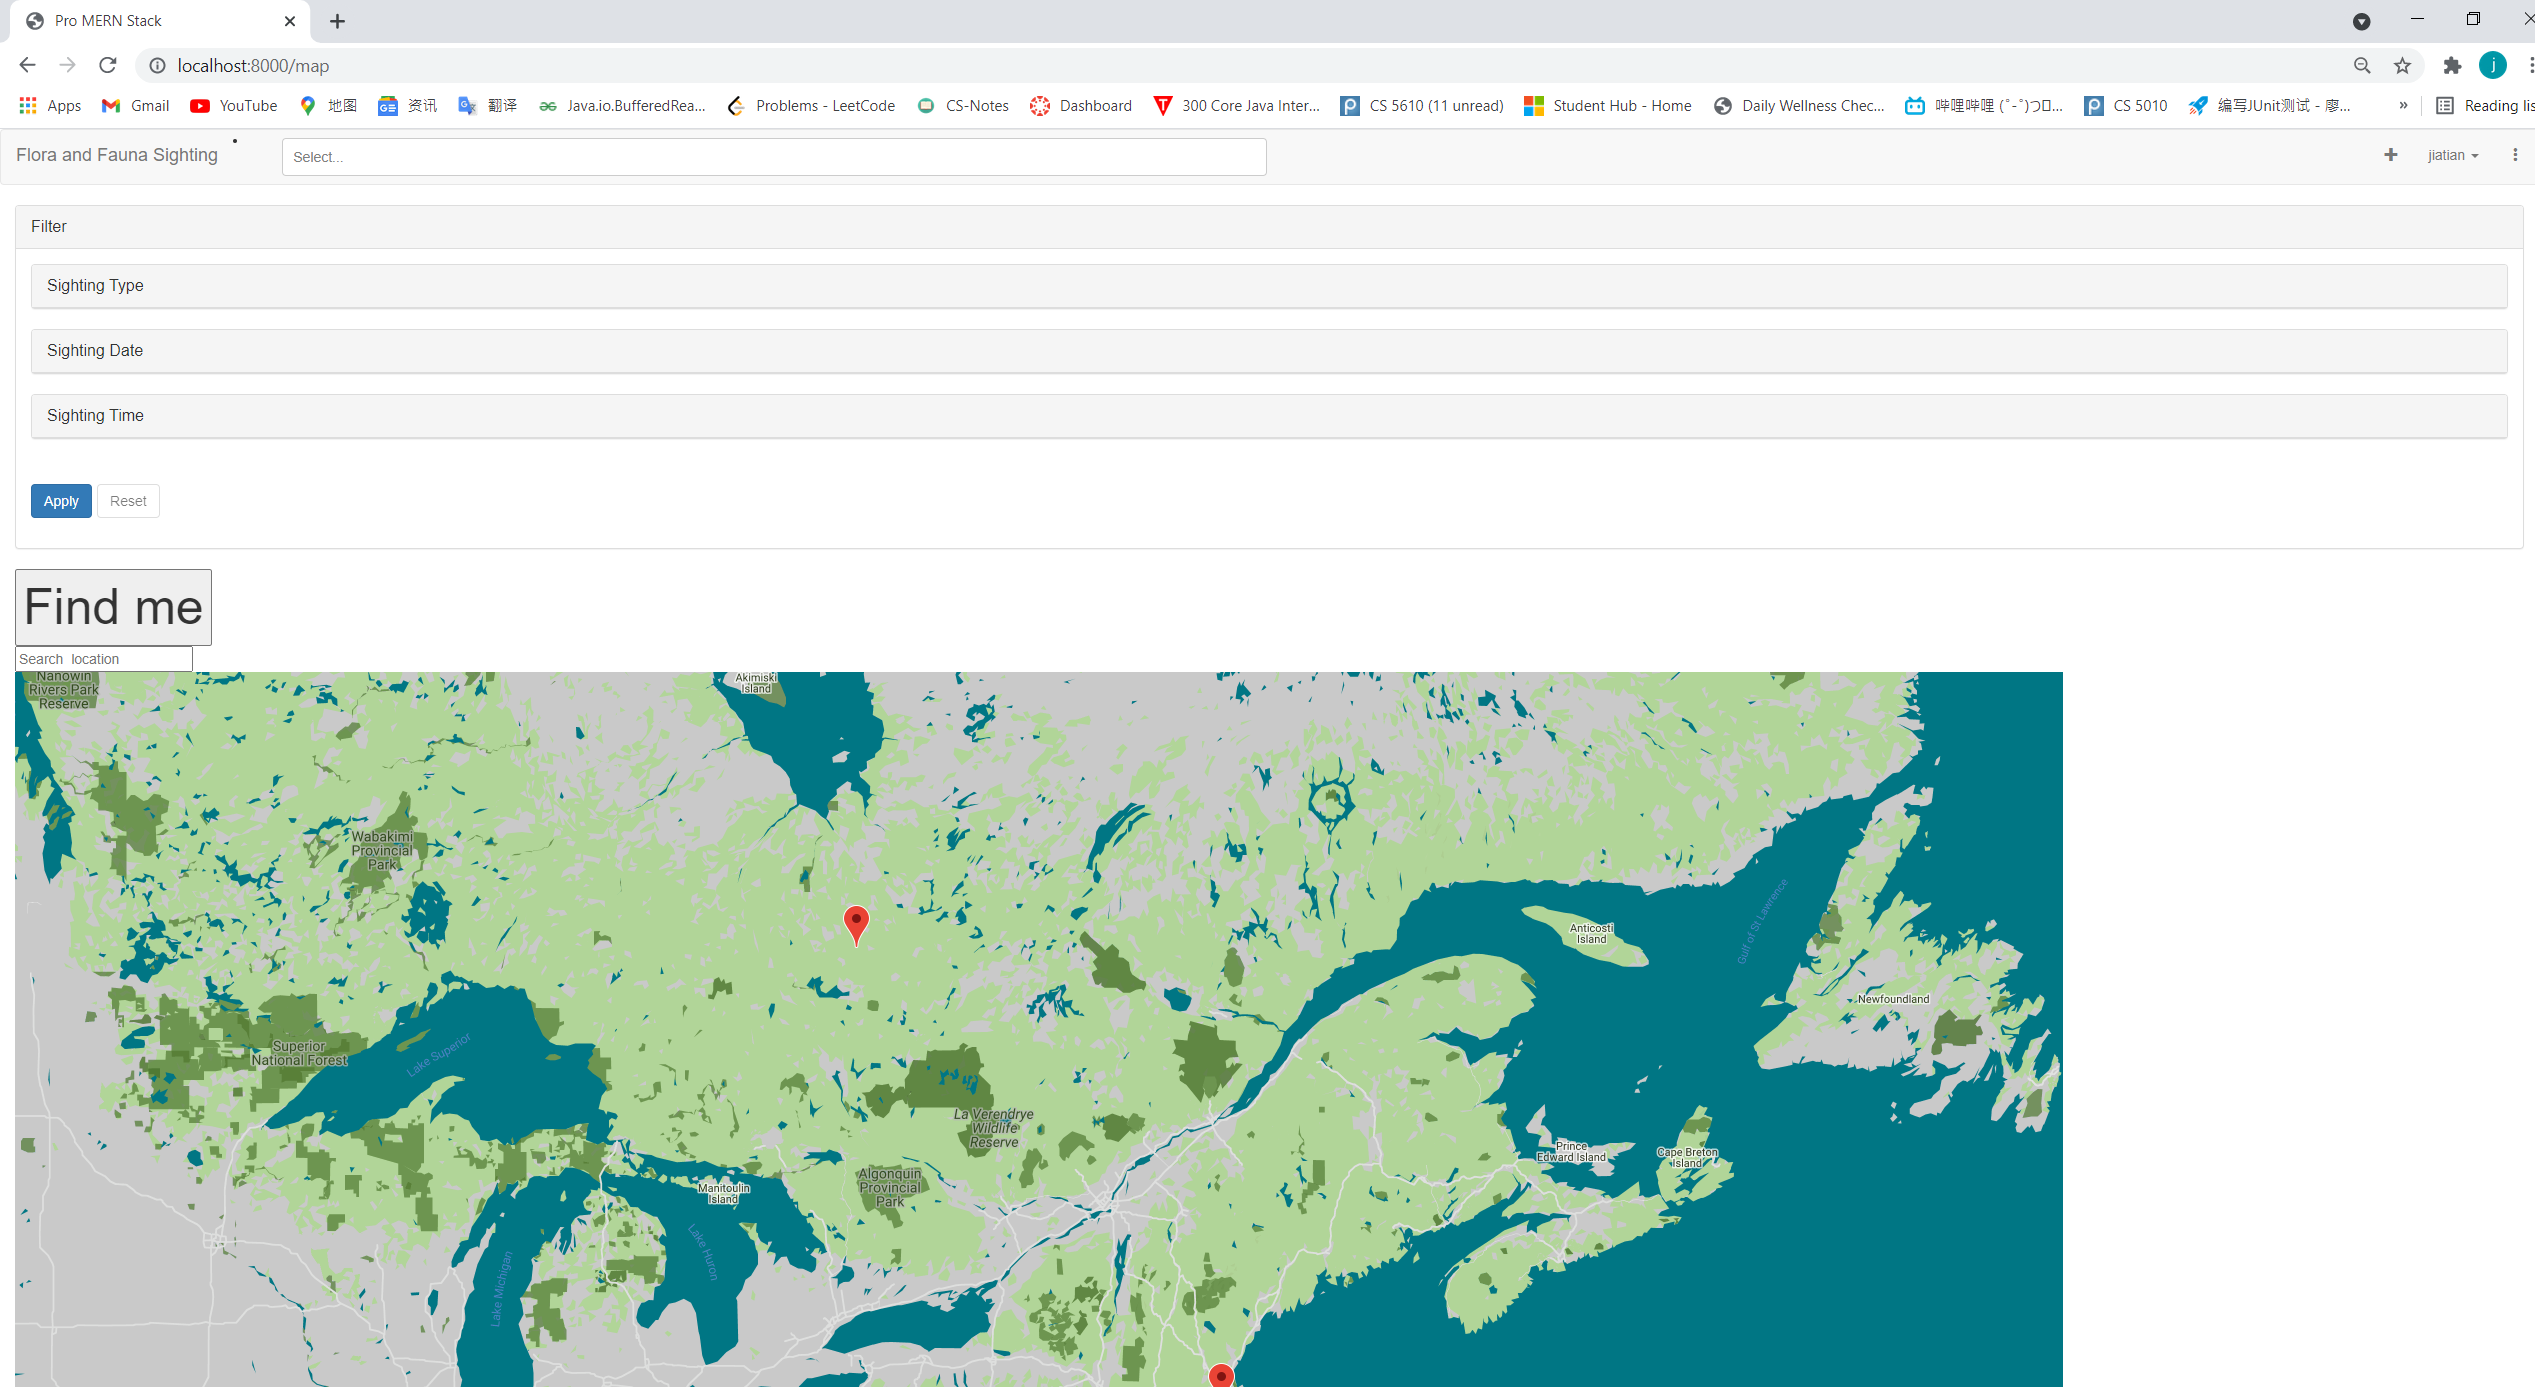 Pro MERN Stack
localhost:8000/map
Apps Gmail YouTube 地图 资讯 翻译 Java.io.BufferedRea... Problems - LeetCode CS-Notes Dashboard 300 Core Java Inter... CS 5610 (11 unread) Student Hub - Home Daily Wellness Chec... 哔哩哔哩 CS 5010 编写JUnit测试 - 廖... » Reading lis
Flora and Fauna Sighting Select... jiatian
Filter
Sighting Type
Sighting Date
Sighting Time
Apply Reset
Find me
Search location
Nanowin
Rivers Park
Reserve
Akimiski
Island
Wabakimi
Provincial
Park
Anticosti
Island
Gulf of St Lawrence
Newfoundland
Superior
National Forest
Lake Superior
La Verendrye
Wildlife
Reserve
Prince
Edward Island
Cape Breton
Island
Algonquin
Provincial
Park
Manitoulin
Island
Lake Huron
Lake Michigan